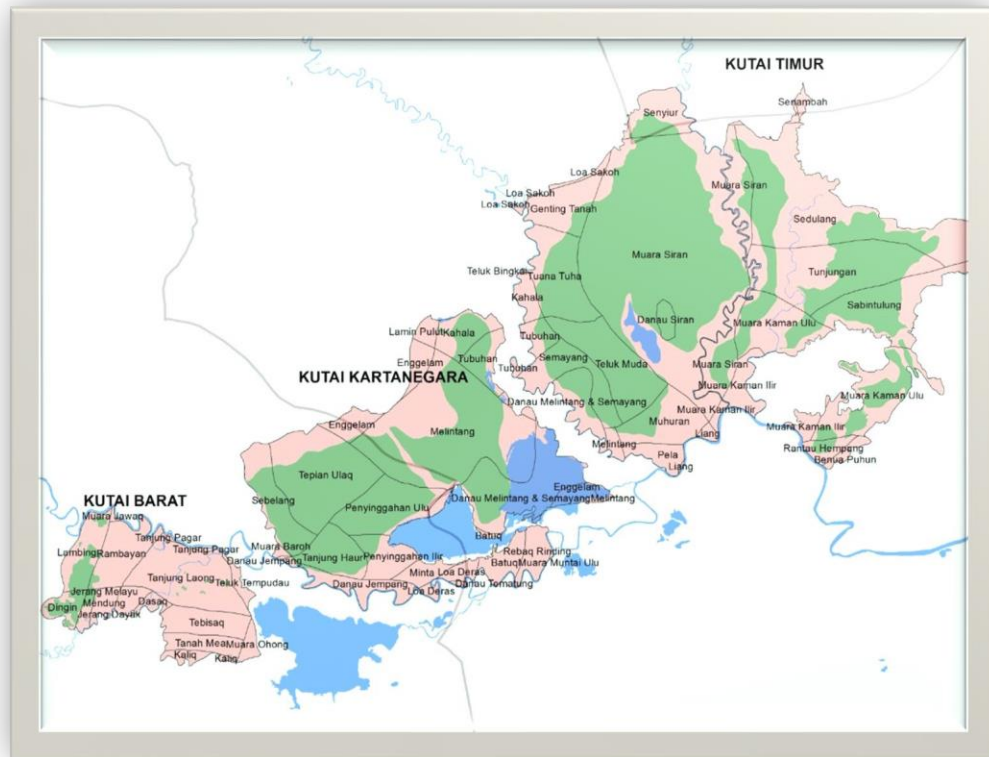 KUTAI TIMUR
Senambah
Senyiur
Loa Sakoh
Muara Siran
Loa Sakoh
Loa Sakoh
Genting Tanah
Sedulang
Muara Siran
Teluk Bingkai
Tuana Tuha
Tunjungan
Kahala
Sabintulung
Danau Siran
Muara Kaman Ulu
Lamin Pulut
Kahala
Tubuhan
Enggelam
Tubuhan
Semayang
Teluk Muda
Muara Siran
Tubuhan
KUTAI KARTANEGARA
Muara Kaman Ilir
Muara Kaman Ulu
Danau Melintang & Semayang
Muara Kaman Ilir
Enggelam
Muhuran
Muara Kaman Ilir
Melintang
Liang
Melintang
Rantau Hempang
Pela
Benua Puhun
Liang
Tepian Ulaq
Enggelam
KUTAI BARAT
Sebelang
Danau Melintang & Semayang
Melintang
Penyinggahan Ulu
Muara Jawaq
Tanjung Pagar
Batuq
Muara Baroh
Tanjung Pagar
Lambing
Rambayan
Rebaq Rinding
Danau Jempang
Tanjung Haur
Penyinggahan Ilir
Batuq
Muara Muntai Ulu
Minta
Loa Deras
Tanjung Laong
Teluk Tempudau
Danau Jempang
Danau Tematung
Jerang Melayu
Loa Deras
Mendung
Dasaq
Dingin
Jerang Dayak
Tebisaq
Tanah Mea
Muara Ohong
Kaliq
Kaliq